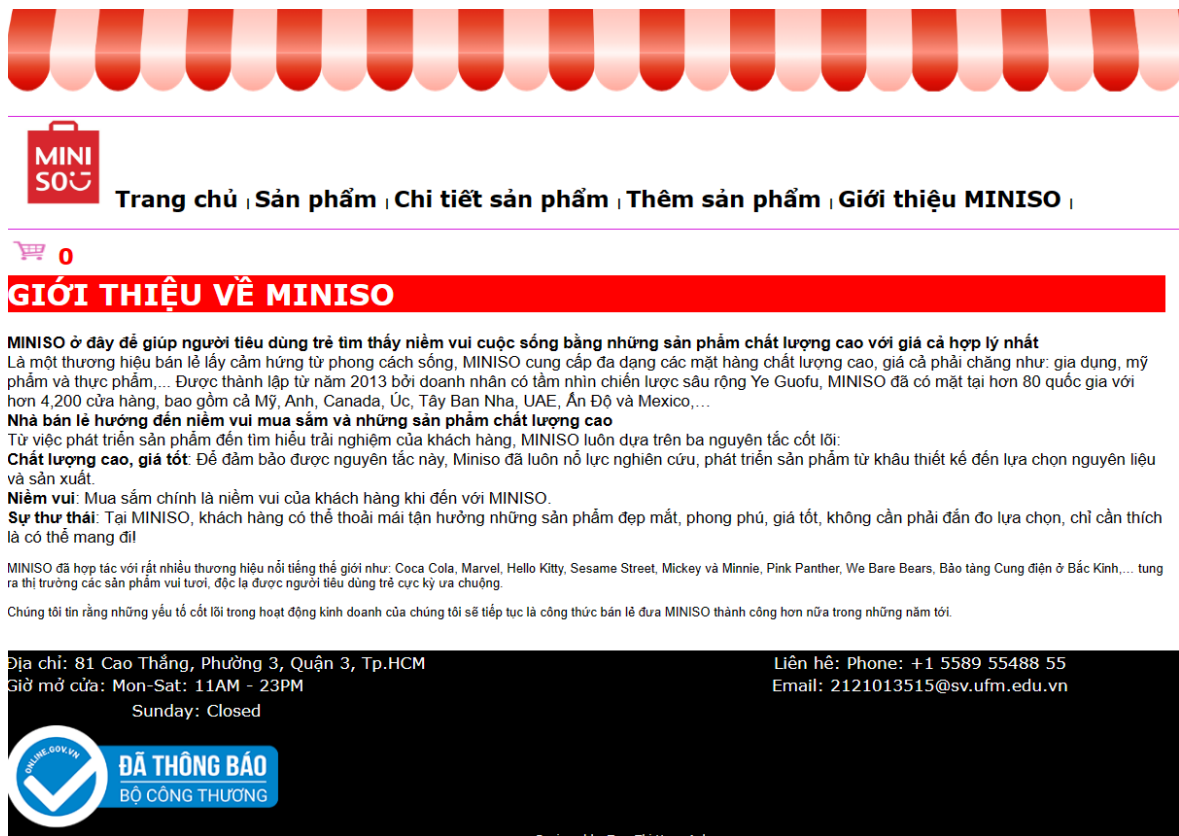 MINI
SO
Trang chủ | Sản phẩm | Chi tiết sản phẩm | Thêm sản phẩm | Giới thiệu MINISO |
0
GIỚI THIỆU VỀ MINISO
MINISO ở đây để giúp người tiêu dùng trẻ tìm thấy niềm vui cuộc sống bằng những sản phẩm chất lượng cao với giá cả hợp lý nhất
Là một thương hiệu bán lẻ lấy cảm hứng từ phong cách sống, MINISO cung cấp đa dạng các mặt hàng chất lượng cao, giá cả phải chăng như: gia dụng, mỹ
phẩm và thực phẩm,... Được thành lập từ năm 2013 bởi doanh nhân có tầm nhìn chiến lược sâu rộng Ye Guofu, MINISO đã có mặt tại hơn 80 quốc gia với
hơn 4,200 cửa hàng, bao gồm cả Mỹ, Anh, Canada, Úc, Tây Ban Nha, UAE, Ấn Độ và Mexico,…
Nhà bán lẻ hướng đến niềm vui mua sắm và những sản phẩm chất lượng cao
Từ việc phát triển sản phẩm đến tìm hiểu trải nghiệm của khách hàng, MINISO luôn dựa trên ba nguyên tắc cốt lõi:
Chất lượng cao, giá tốt: Để đảm bảo được nguyên tắc này, Miniso đã luôn nỗ lực nghiên cứu, phát triển sản phẩm từ khâu thiết kế đến lựa chọn nguyên liệu
và sản xuất.
Niềm vui: Mua sắm chính là niềm vui của khách hàng khi đến với MINISO.
Sự thư thái: Tại MINISO, khách hàng có thể thoải mái tận hưởng những sản phẩm đẹp mắt, phong phú, giá tốt, không cần phải đắn đo lựa chọn, chỉ cần thích
là có thể mang đi!
MINISO đã hợp tác với rất nhiều thương hiệu nổi tiếng thế giới như: Coca Cola, Marvel, Hello Kitty, Sesame Street, Mickey và Minnie, Pink Panther, We Bare Bears, Bảo tàng Cung điện ở Bắc Kinh,… tung
ra thị trường các sản phẩm vui tươi, độc lạ được người tiêu dùng trẻ cực kỳ ưa chuộng.
Chúng tôi tin rằng những yếu tố cốt lõi trong hoạt động kinh doanh của chúng tôi sẽ tiếp tục là công thức bán lẻ đưa MINISO thành công hơn nữa trong những năm tới.
Địa chỉ: 81 Cao Thắng, Phường 3, Quận 3, Tp.HCM
Giờ mở cửa: Mon-Sat: 11AM - 23PM
Sunday: Closed
Liên hê: Phone: +1 5589 55488 55
Email: 2121013515@sv.ufm.edu.vn
ONLINE.GOV.VN
ĐÃ THÔNG BÁO
BỘ CÔNG THƯƠNG